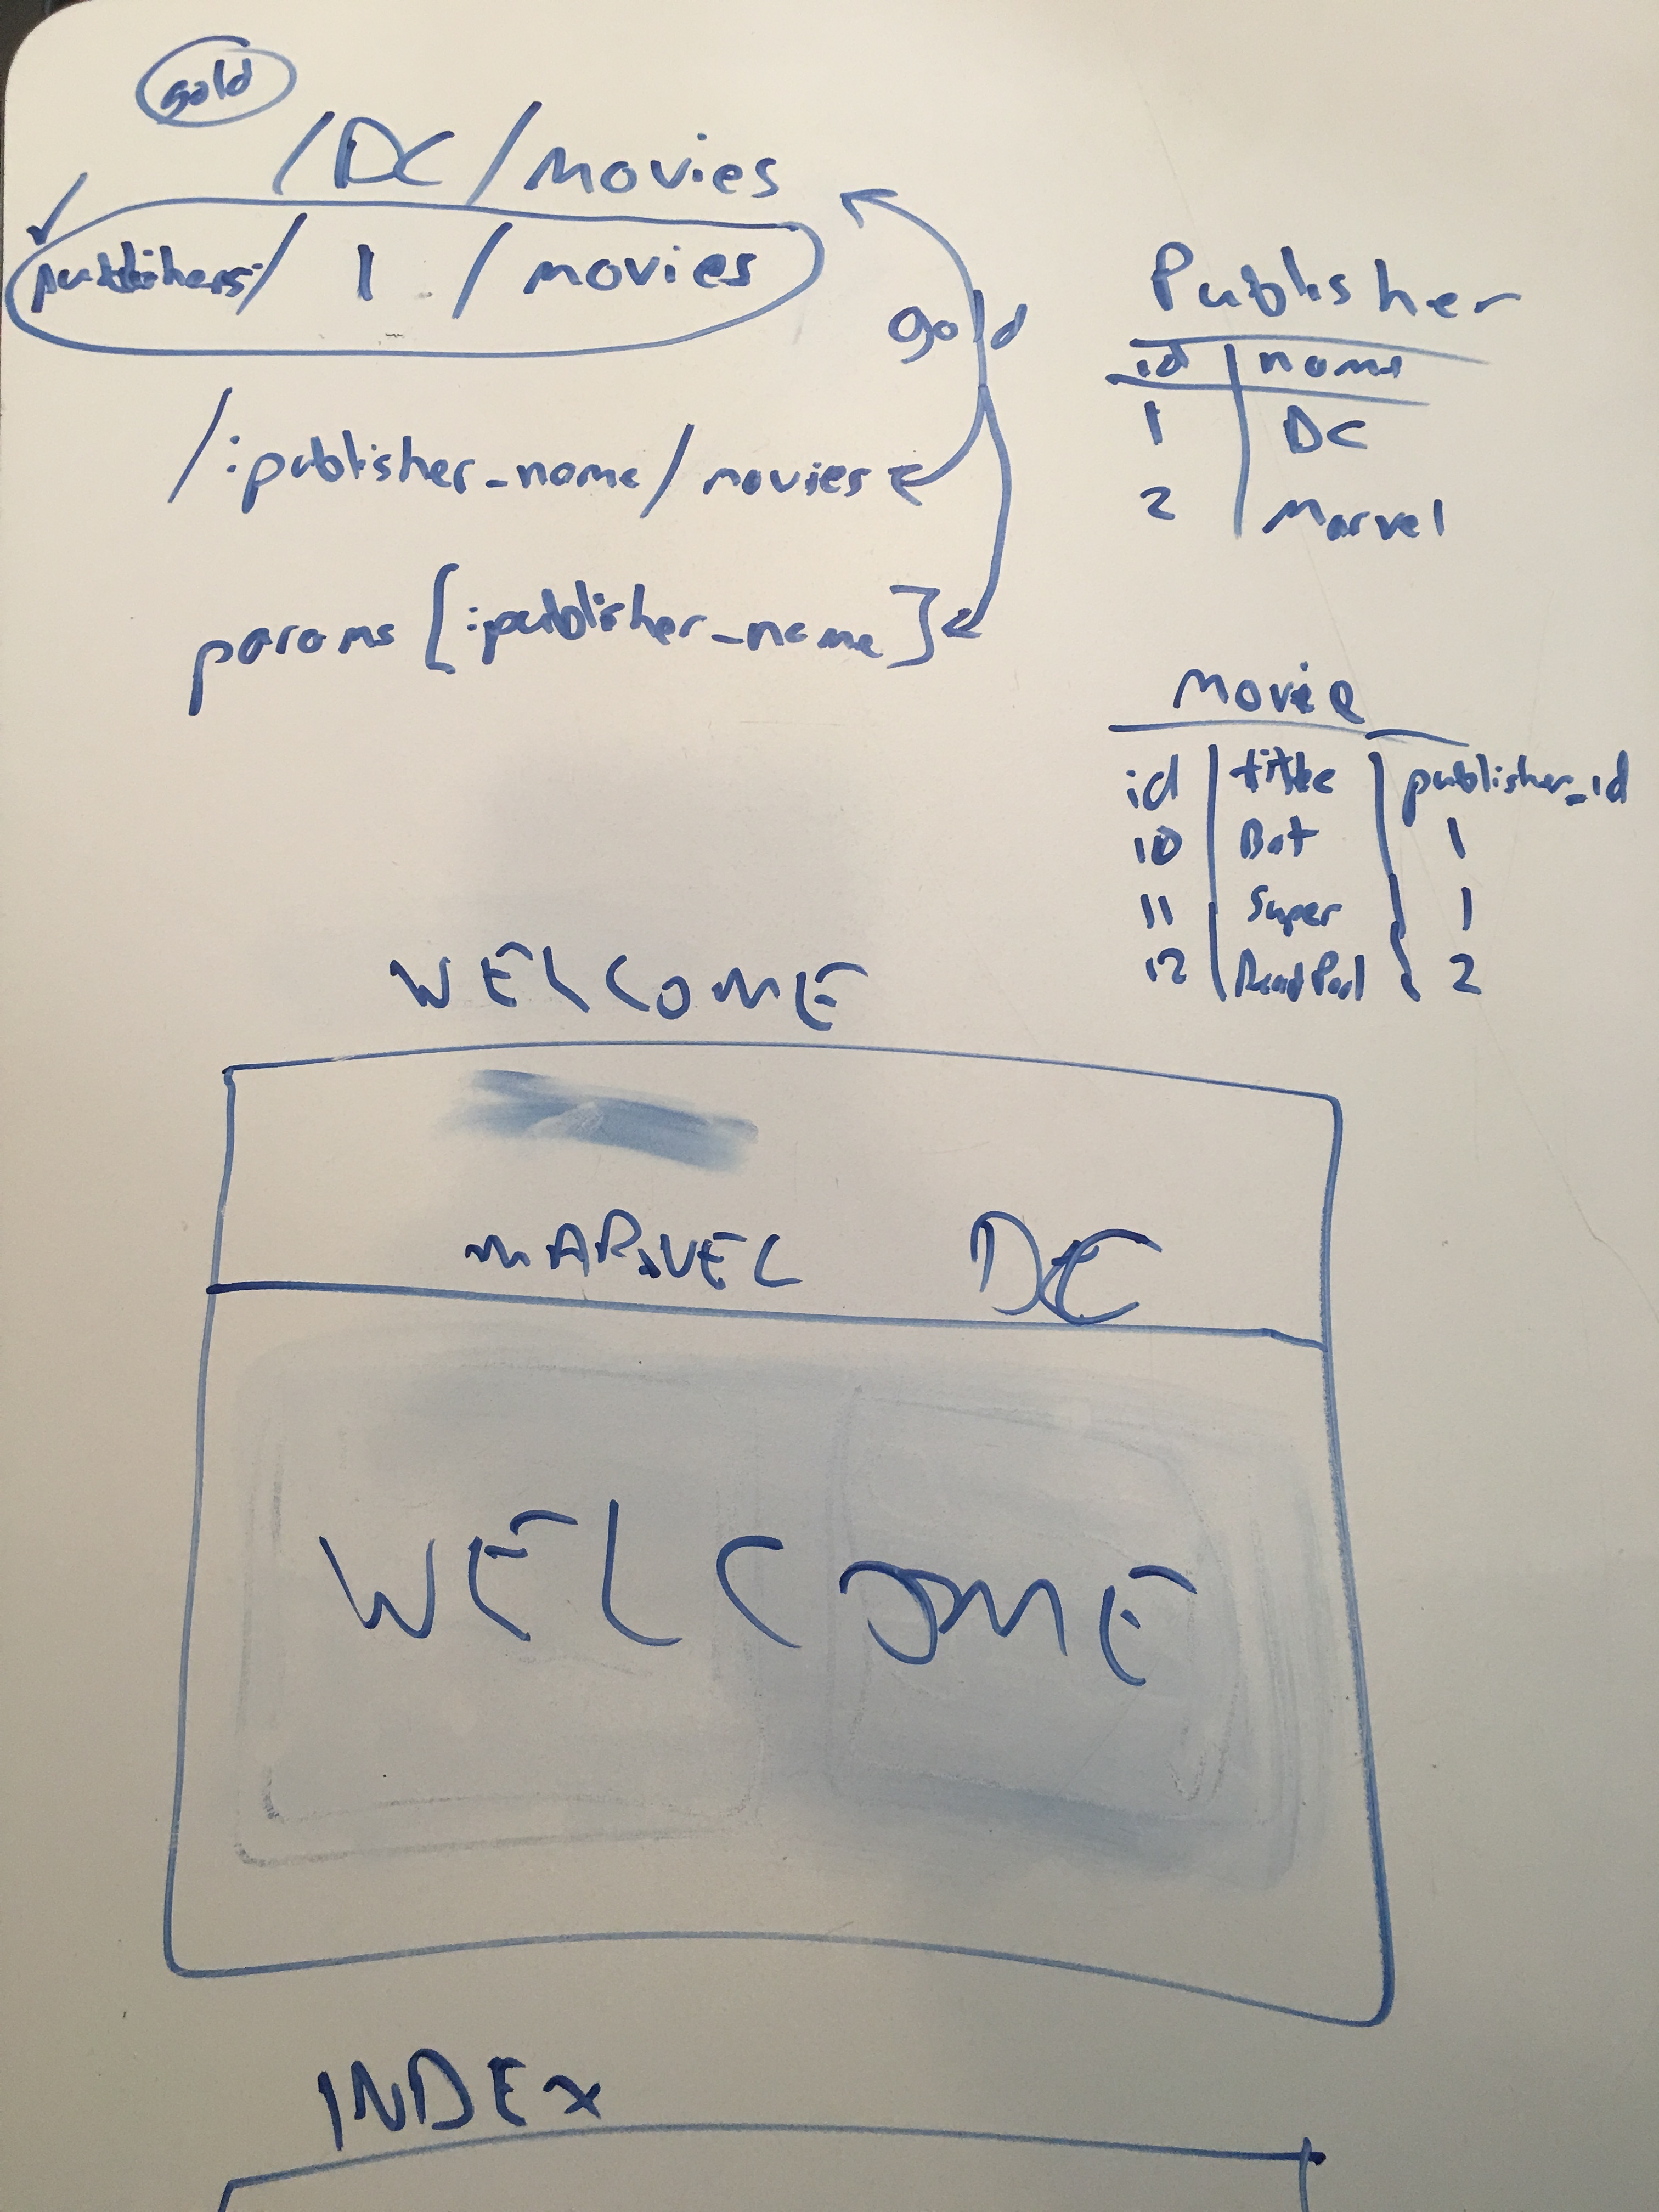 gold
/DC/movies
publishers/ 1 / movies
gold
/:publisher_name/movies
params [:publisher_name]
Publisher
id name
1 DC
2 Marvel
Movie
id title publisher_id
10 Bat 1
11 Super 1
12 DeadPool 2
WELCOME
MARVEL DC
WELCOME
INDEX